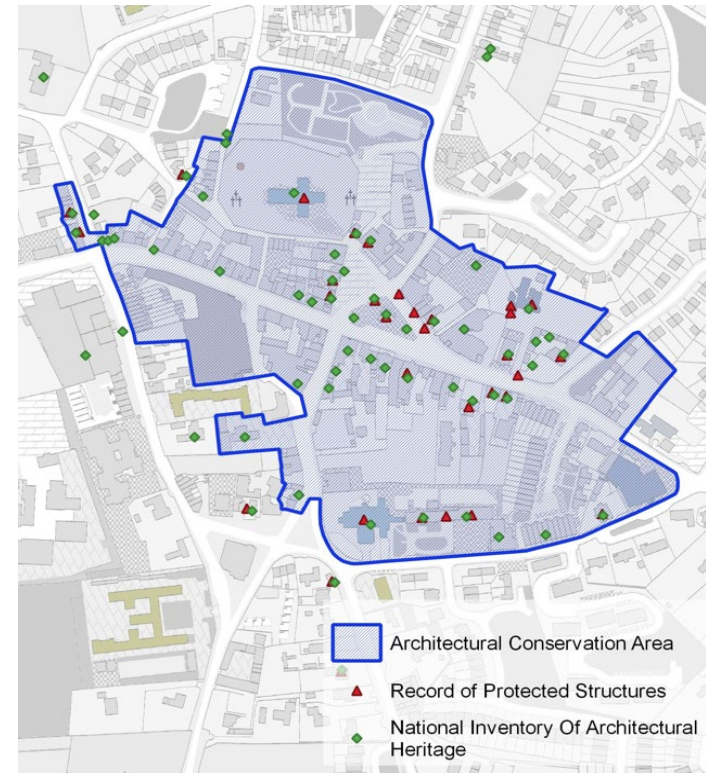 Architectural Conservation Area
Record of Protected Structures
National Inventory Of Architectural
Heritage